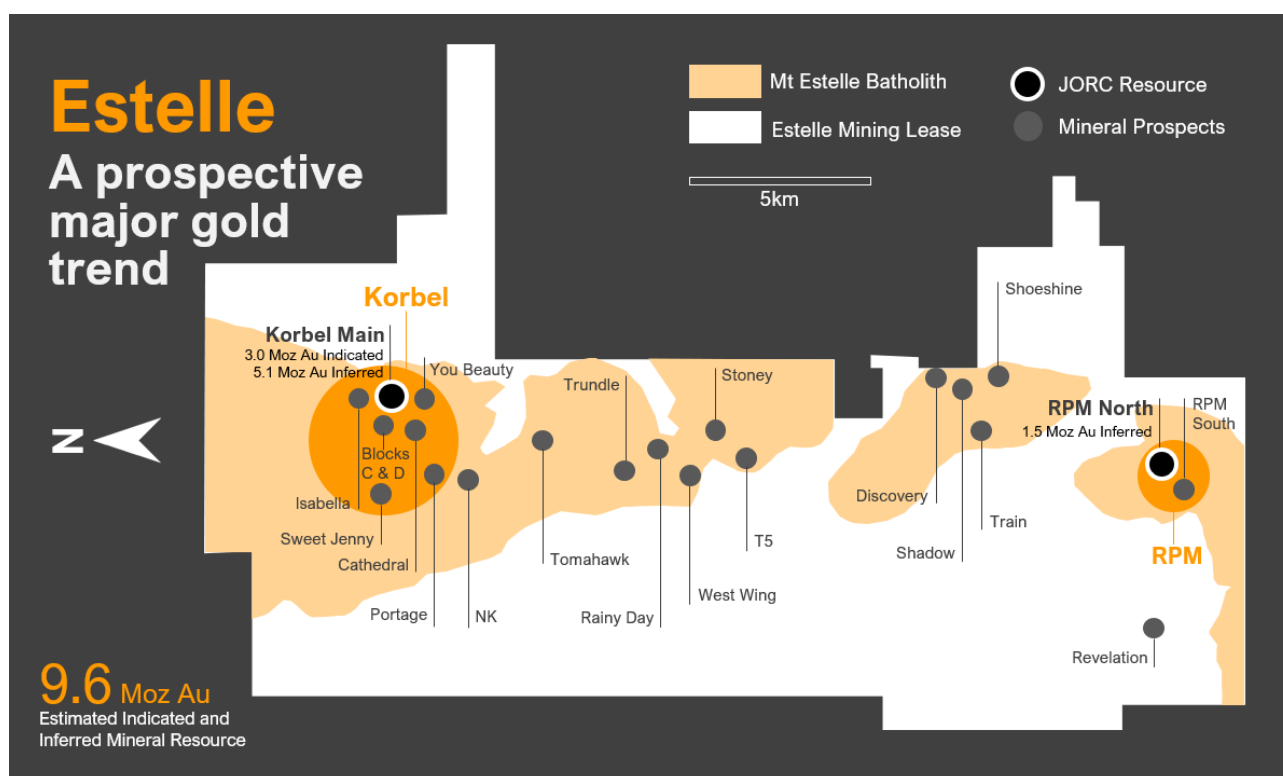 Estelle
A prospective
major gold
trend
Mt Estelle Batholith
JORC Resource
Estelle Mining Lease
Mineral Prospects
5km
Korbel
Korbel Main
3.0 Moz Au Indicated
5.1 Moz Au Inferred
You Beauty
Trundle
Stoney
Shoeshine
RPM North
1.5 Moz Au Inferred
RPM
South
N
Blocks
C & D
Isabella
Sweet Jenny
Cathedral
Portage
NK
Tomahawk
Rainy Day
West Wing
T5
Discovery
Shadow
Train
RPM
Revelation
9.6 Moz Au
Estimated Indicated and
Inferred Mineral Resource